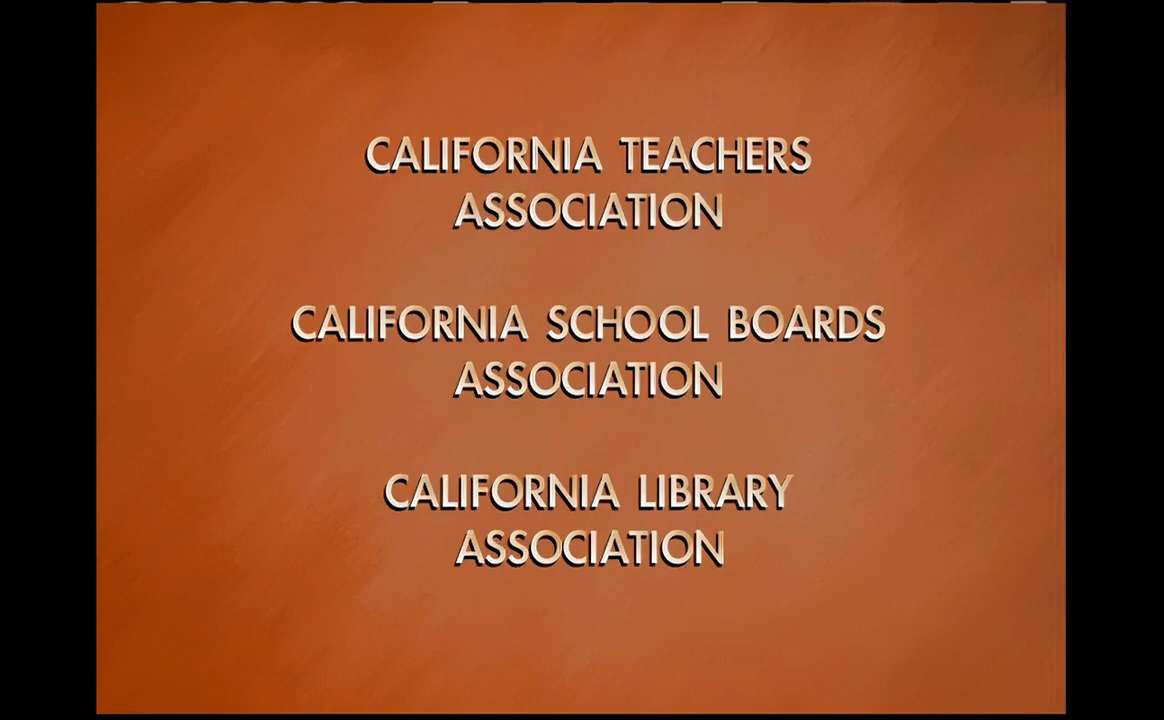 CALIFORNIA TEACHERS
ASSOCIATION
CALIFORNIA SCHOOL BOARDS
ASSOCIATION
CALIFORNIA LIBRARY
ASSOCIATION